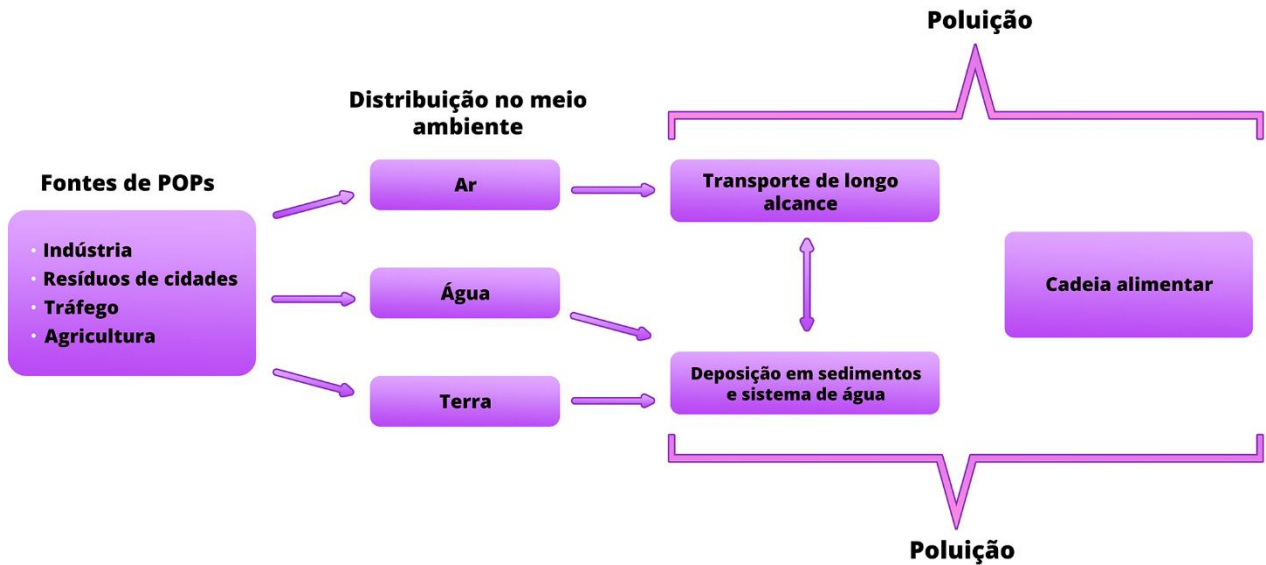 Poluição
Distribuição no meio
ambiente
Fontes de POPs
· Indústria
· Resíduos de cidades
· Tráfego
· Agricultura
Ar
Água
Terra
Transporte de longo
alcance
Deposição em sedimentos
e sistema de água
Cadeia alimentar
Poluição